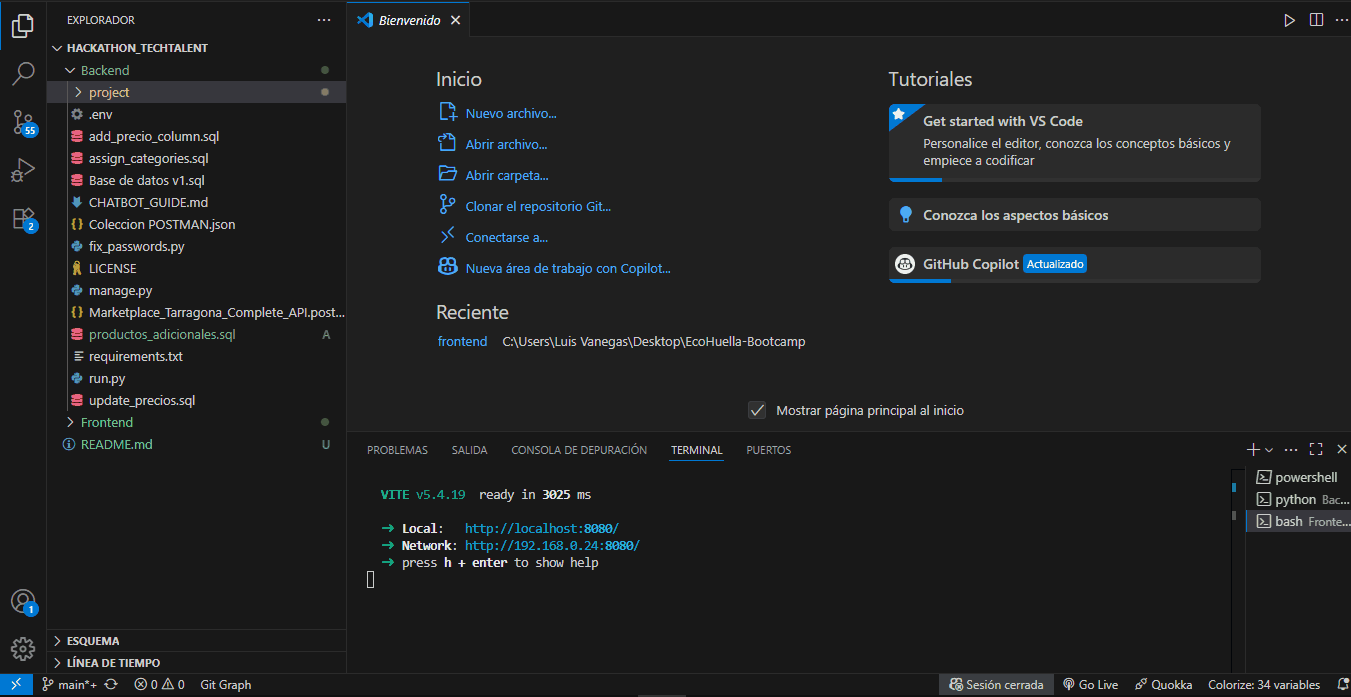 EXPLORADOR
HACKATHON_TECHTALENT
Backend
project
.env
add_precio_column.sql
assign_categories.sql
Base de datos v1.sql
CHATBOT_GUIDE.md
Coleccion POSTMAN.json
fix_passwords.py
LICENSE
manage.py
Marketplace_Tarragona_Complete_API.post...
productos_adicionales.sql A
requirements.txt
run.py
update_precios.sql
Frontend
README.md U
ESQUEMA
LÍNEA DE TIEMPO
55
2
1
Bienvenido
Inicio
Nuevo archivo...
Abrir archivo...
Abrir carpeta...
Clonar el repositorio Git...
Conectarse a...
Nueva área de trabajo con Copilot...
Reciente
frontend C:\Users\Luis Vanegas\Desktop\EcoHuella-Bootcamp
Tutoriales
Get started with VS Code
Personalice el editor, conozca los conceptos básicos y
empiece a codificar
Conozca los aspectos básicos
GitHub Copilot Actualizado
Mostrar página principal al inicio
PROBLEMAS SALIDA CONSOLA DE DEPURACIÓN TERMINAL PUERTOS
VITE v5.4.19 ready in 3025 ms
➜ Local: http://localhost:8080/
➜ Network: http://192.168.0.24:8080/
➜ press h + enter to show help
powershell
python Bac...
bash Fronte...
main*+ 0 0 Git Graph Sesión cerrada Go Live Quokka Colorize: 34 variables